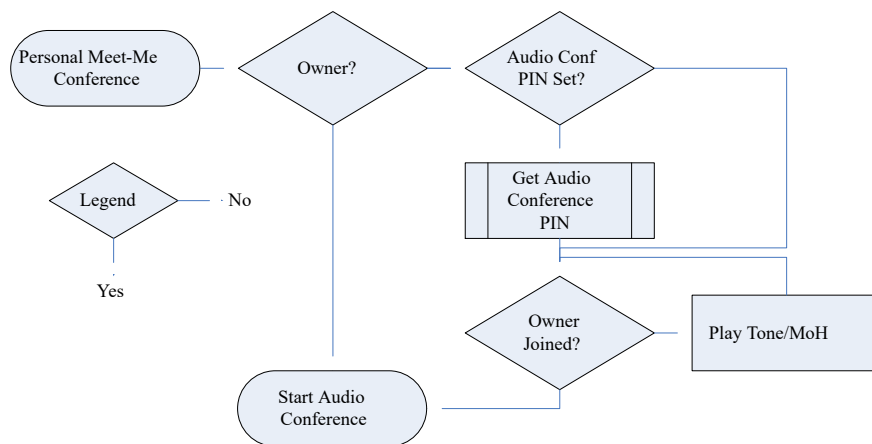 Personal Meet-Me
Conference
Owner?
Audio Conf
PIN Set?
Legend
No
Yes
Get Audio
Conference
PIN
Owner
Joined?
Play Tone/MoH
Start Audio
Conference